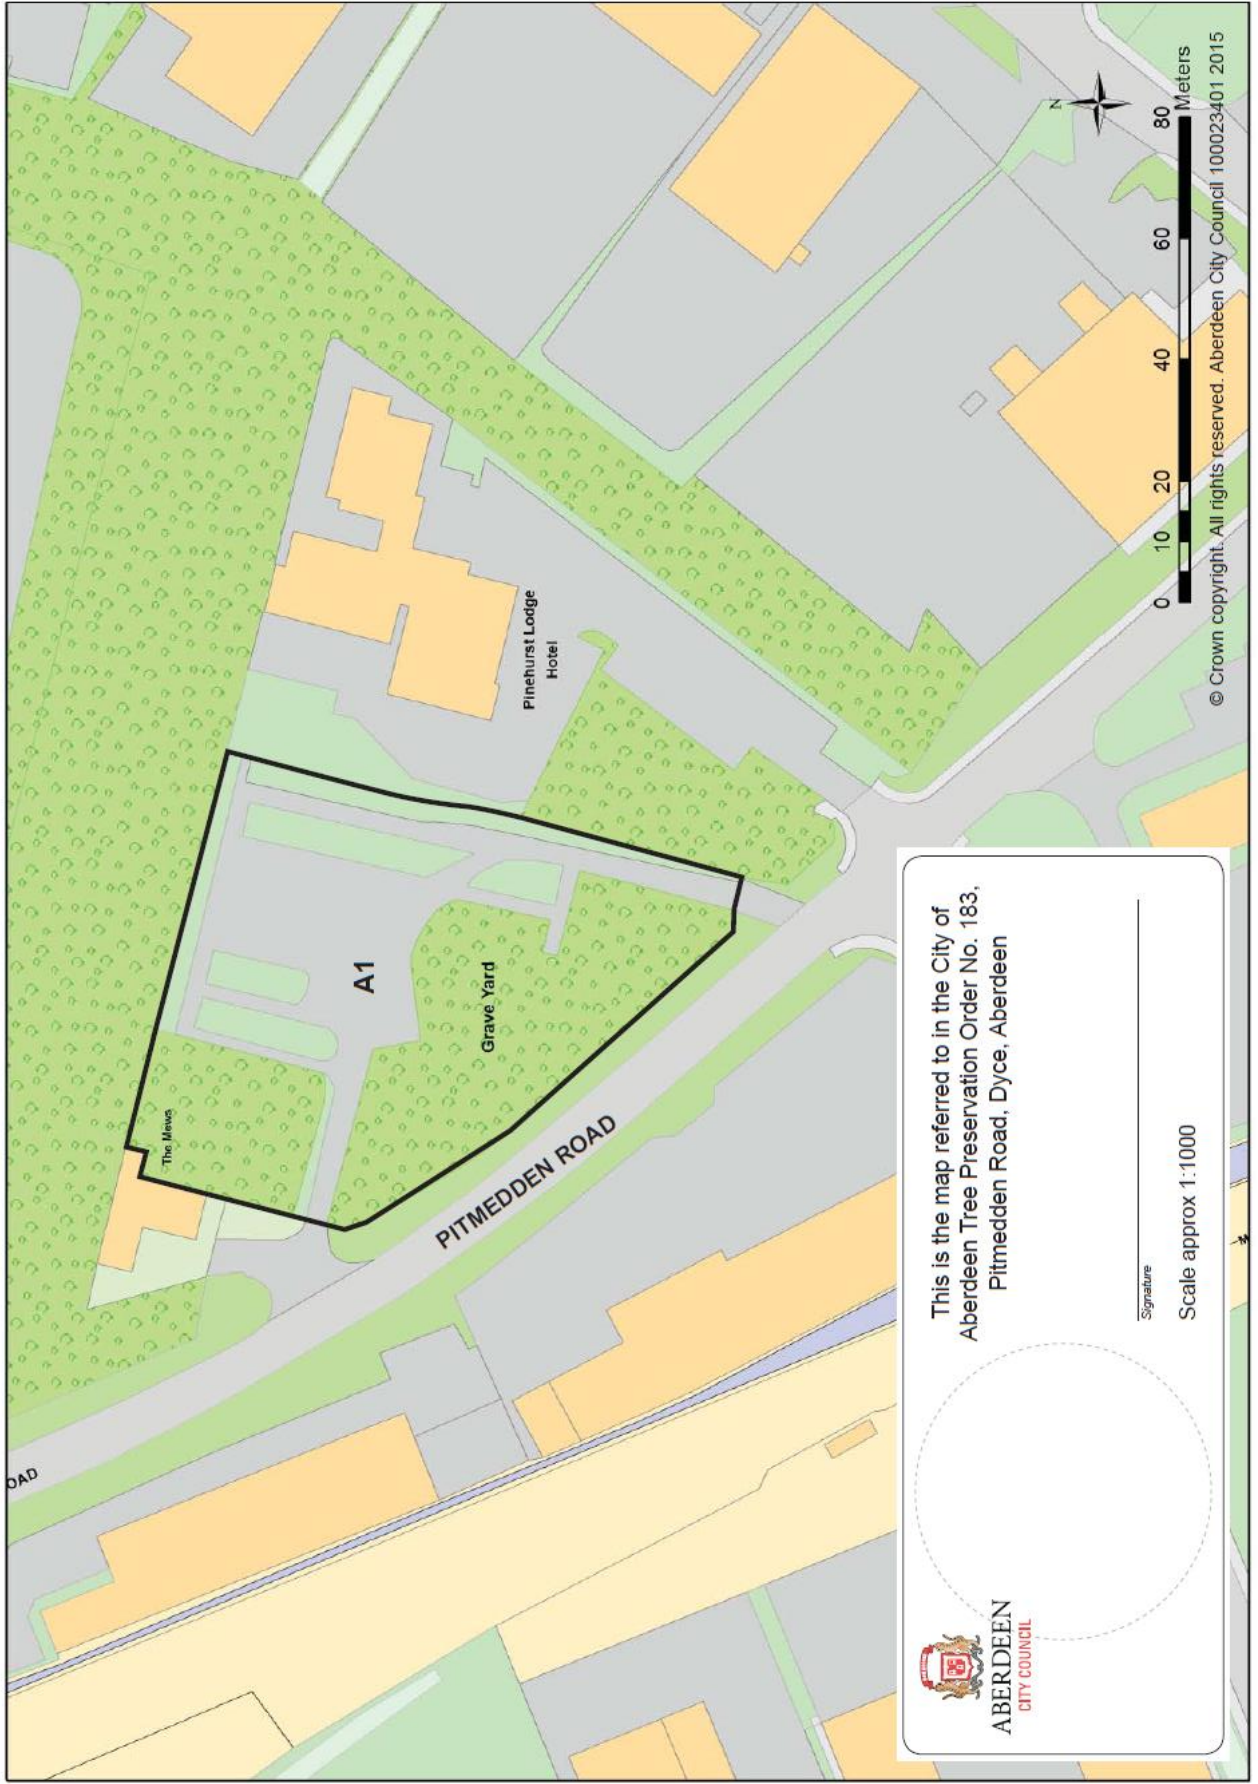 OAD
The Mews
A1
Grave Yard
Pinehurst Lodge
Hotel
PITMEDDEN ROAD
N
0 10 20 40 60 80
Meters
© Crown copyright. All rights reserved. Aberdeen City Council 100023401 2015
ABERDEEN
CITY COUNCIL
This is the map referred to in the City of
Aberdeen Tree Preservation Order No. 183,
Pitmedden Road, Dyce, Aberdeen
Signature
Scale approx 1:1000